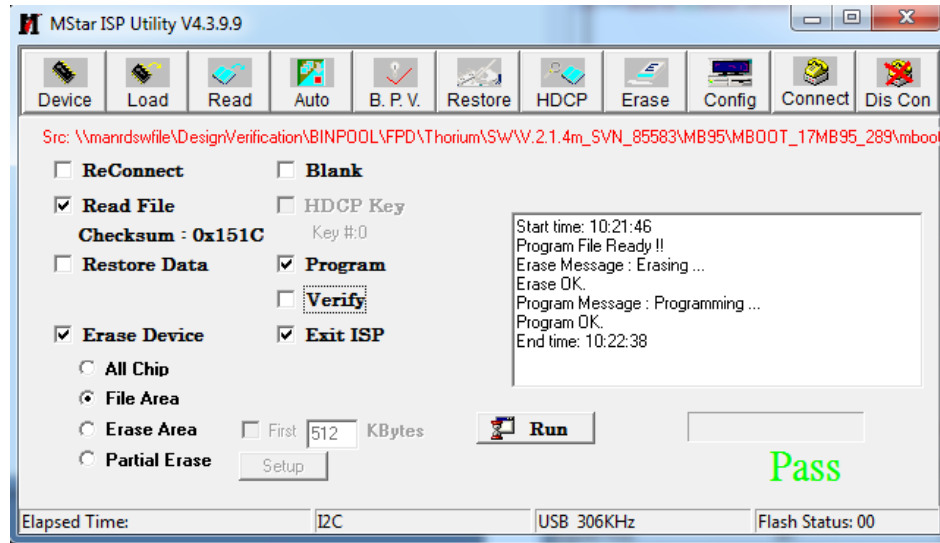 MStar ISP Utility V4.3.9.9
Device Load Read Auto B. P. V. Restore HDCP Erase Config Connect Dis Con
Src: \\manrdswfile\DesignVerification\BINPOOL\FPD\Thorium\SW\V.2.1.4m_SVN_85583\MB95\MBOOT_17MB95_289\mboo
ReConnect Blank
Read File HDCP Key
Checksum : 0x151C Key #:0
Restore Data Program
Verify
Erase Device Exit ISP
All Chip
File Area
Erase Area First 512 KBytes
Partial Erase Setup
Start time: 10:21:46
Program File Ready !!
Erase Message : Erasing ...
Erase OK.
Program Message : Programming ...
Program OK.
End time: 10:22:38
Run
Pass
Elapsed Time: I2C USB 306KHz Flash Status: 00